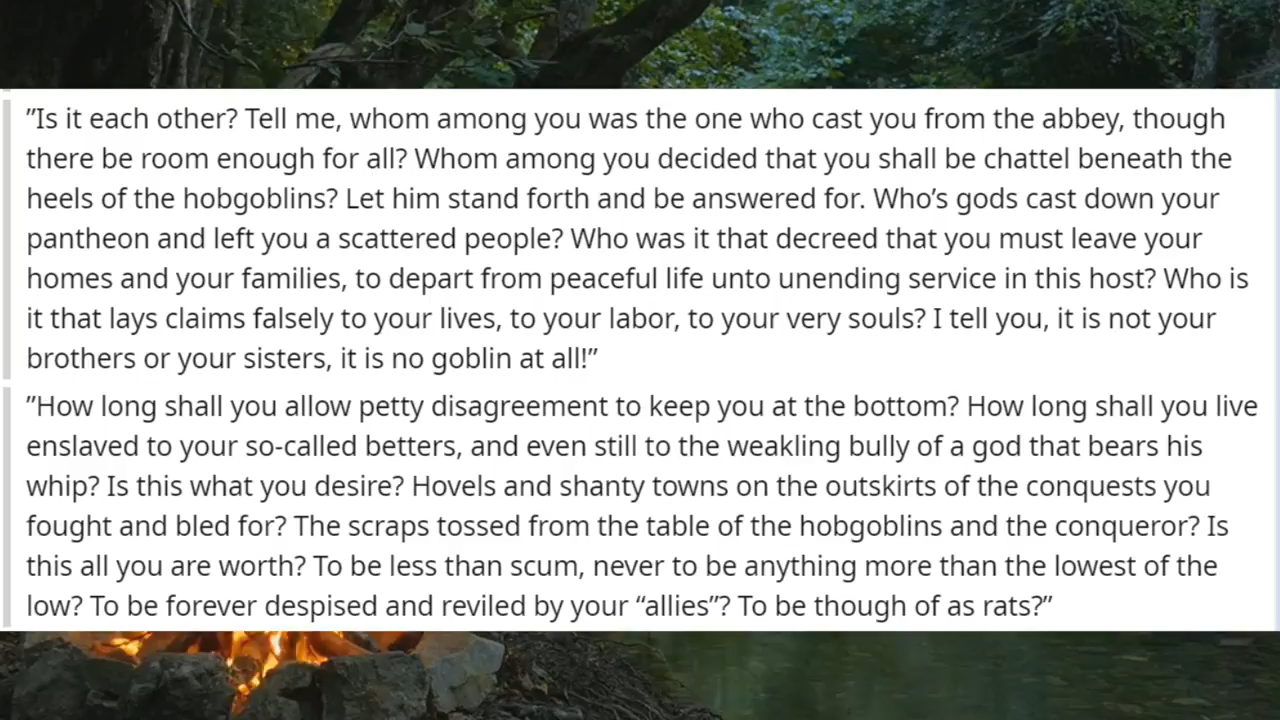 ”Is it each other? Tell me, whom among you was the one who cast you from the abbey, though
there be room enough for all? Whom among you decided that you shall be chattel beneath the
heels of the hobgoblins? Let him stand forth and be answered for. Who’s gods cast down your
pantheon and left you a scattered people? Who was it that decreed that you must leave your
homes and your families, to depart from peaceful life unto unending service in this host? Who is
it that lays claims falsely to your lives, to your labor, to your very souls? I tell you, it is not your
brothers or your sisters, it is no goblin at all!”
”How long shall you allow petty disagreement to keep you at the bottom? How long shall you live
enslaved to your so-called betters, and even still to the weakling bully of a god that bears his
whip? Is this what you desire? Hovels and shanty towns on the outskirts of the conquests you
fought and bled for? The scraps tossed from the table of the hobgoblins and the conqueror? Is
this all you are worth? To be less than scum, never to be anything more than the lowest of the
low? To be forever despised and reviled by your “allies”? To be though of as rats?”